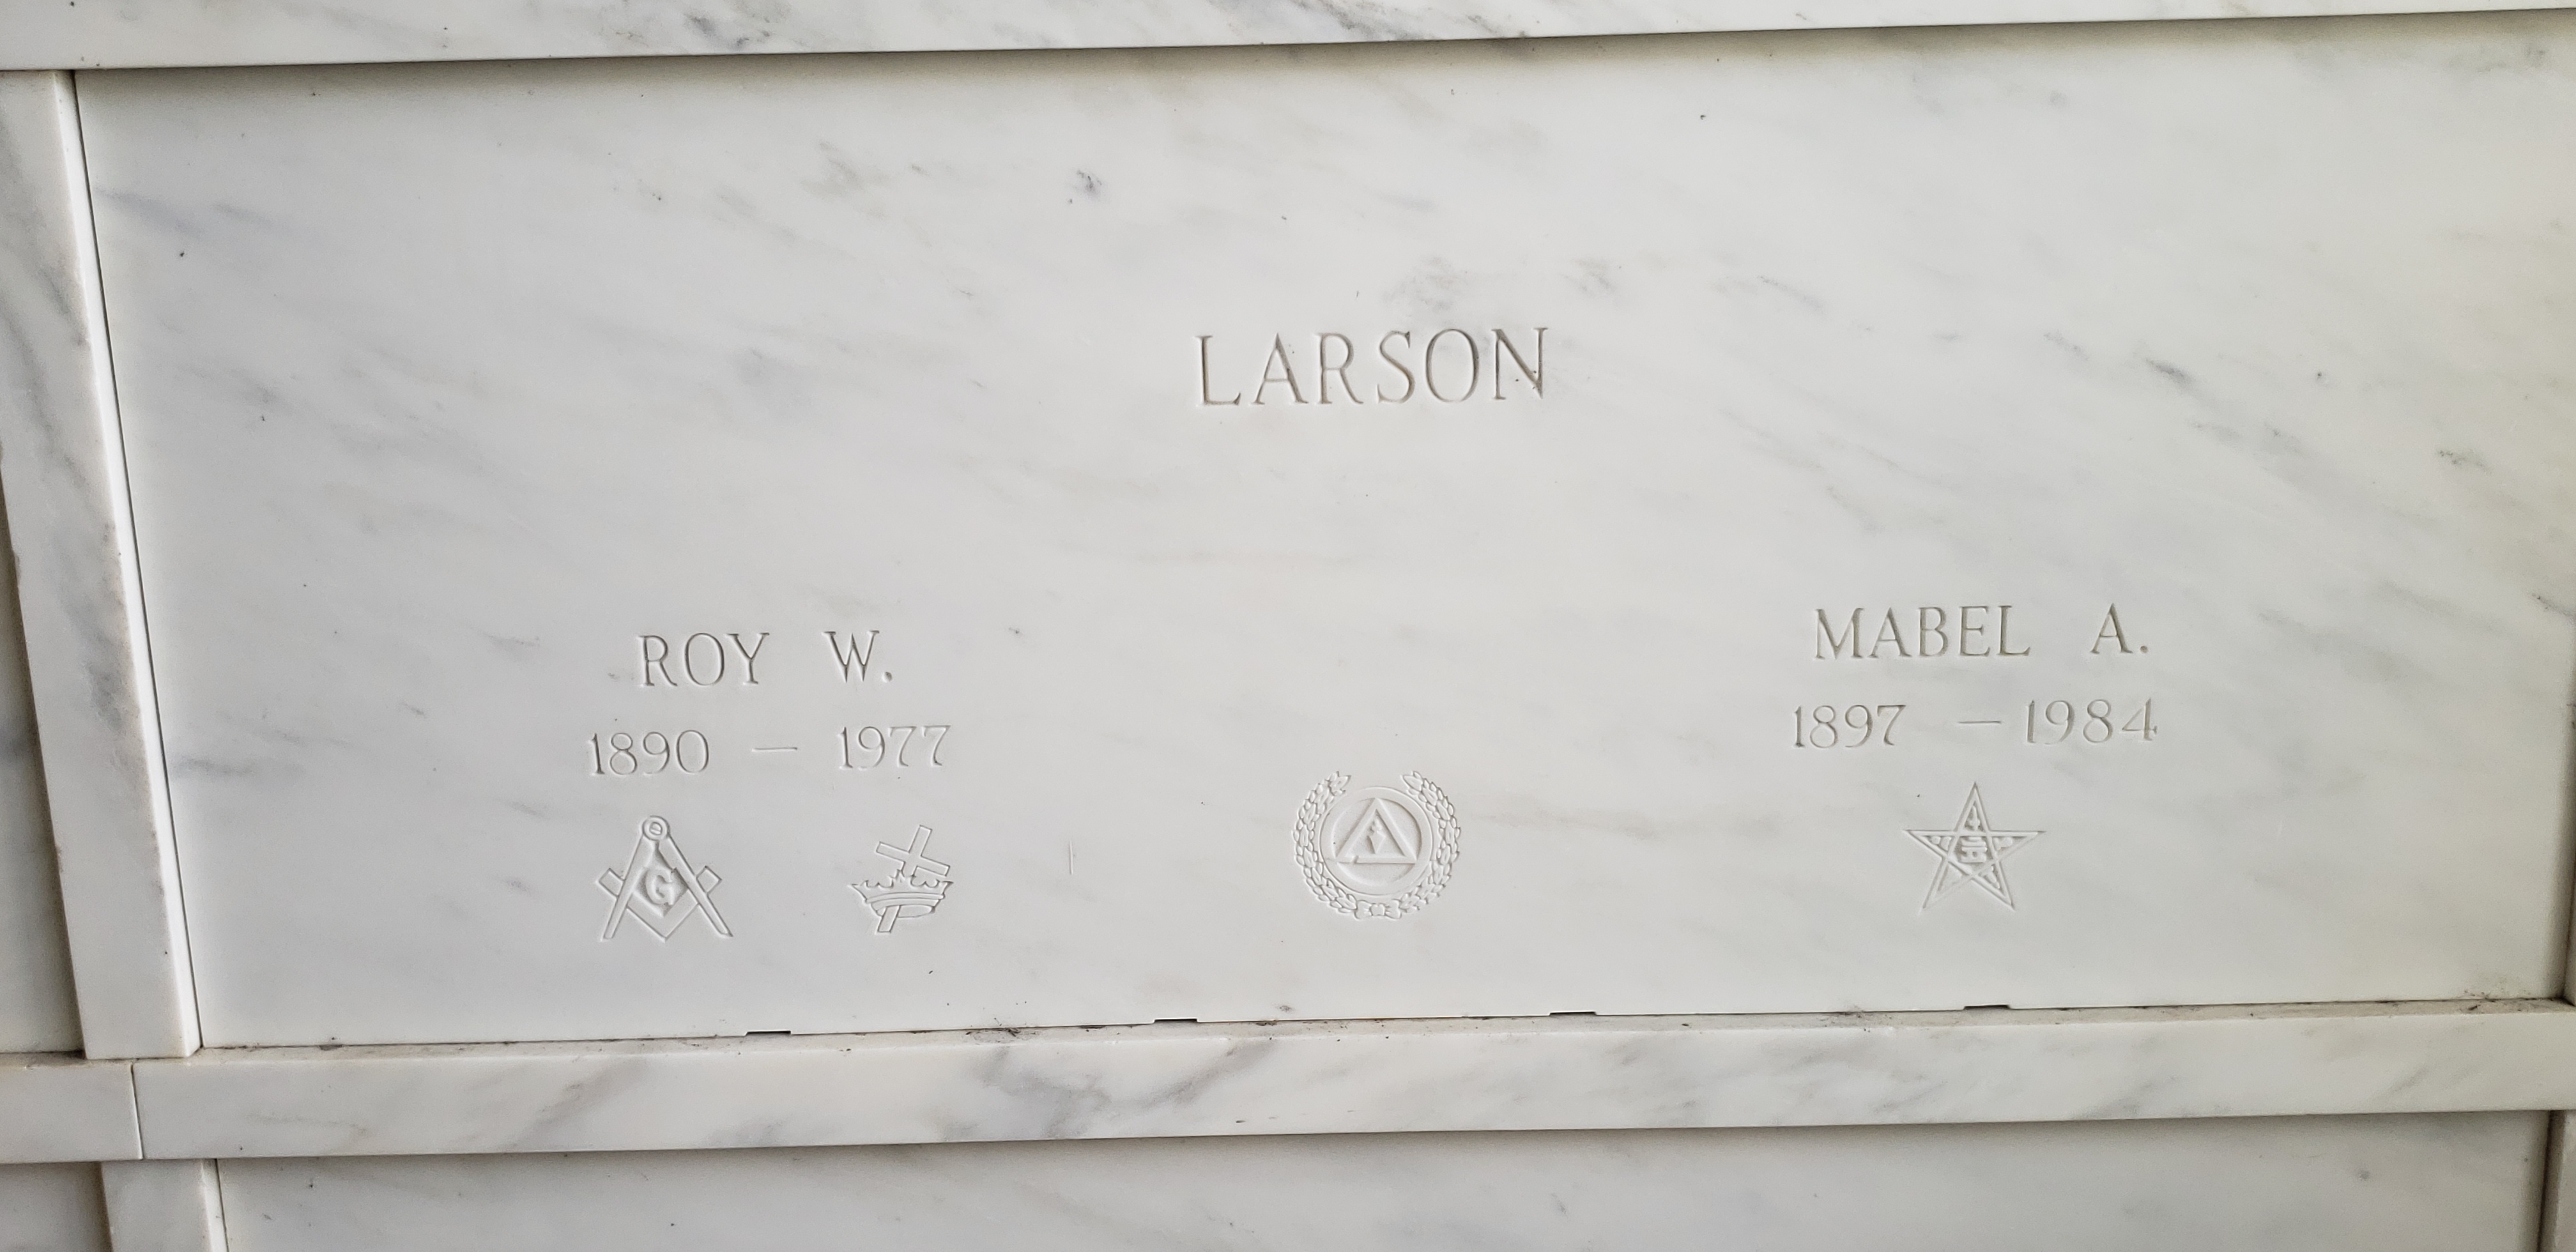 LARSON
ROY W.
1890 — 1977
MABEL A.
1897 — 1984
G